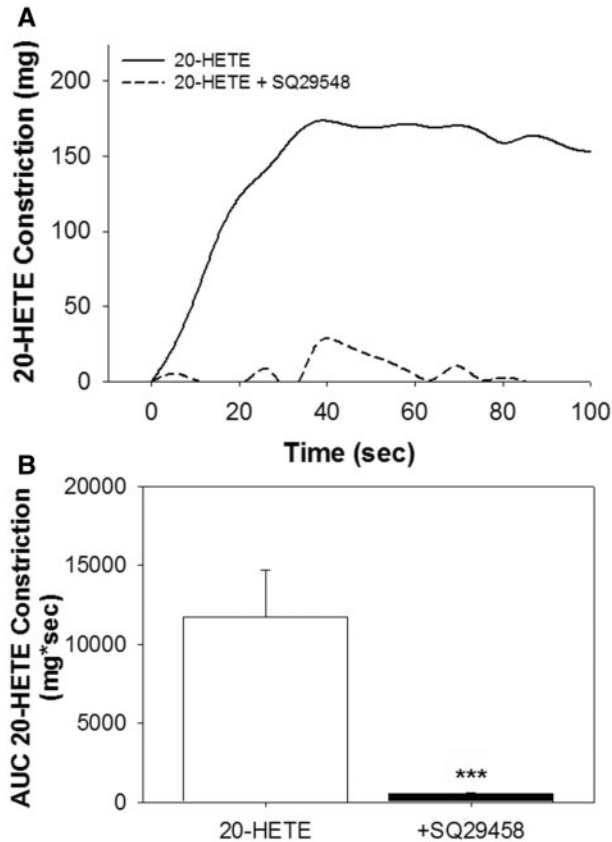 A
20-HETE
20-HETE + SQ29548
20-HETE Constriction (mg)
200
150
100
50
0
0 20 40 60 80 100
Time (sec)
B
AUC 20-HETE Constriction
(mg*sec)
20000
15000
10000
5000
0
***
20-HETE +SQ29458